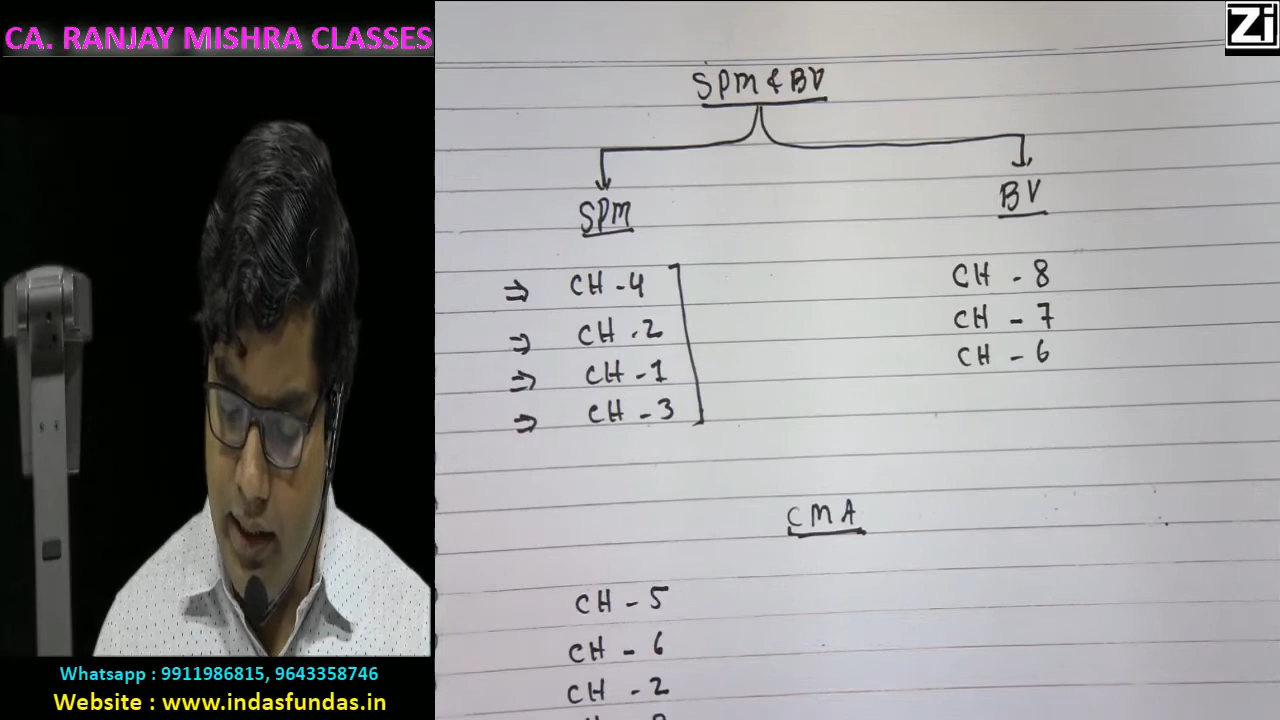 CA. RANJAY MISHRA CLASSES
Zi
SPM & BV
SPM
BV
⇒ CH - 4
⇒ CH - 2
⇒ CH - 1
⇒ CH - 3
CH - 8
CH - 7
CH - 6
CMA
CH - 5
CH - 6
CH - 2
Whatsapp : 9911986815, 9643358746
Website : www.indasfundas.in